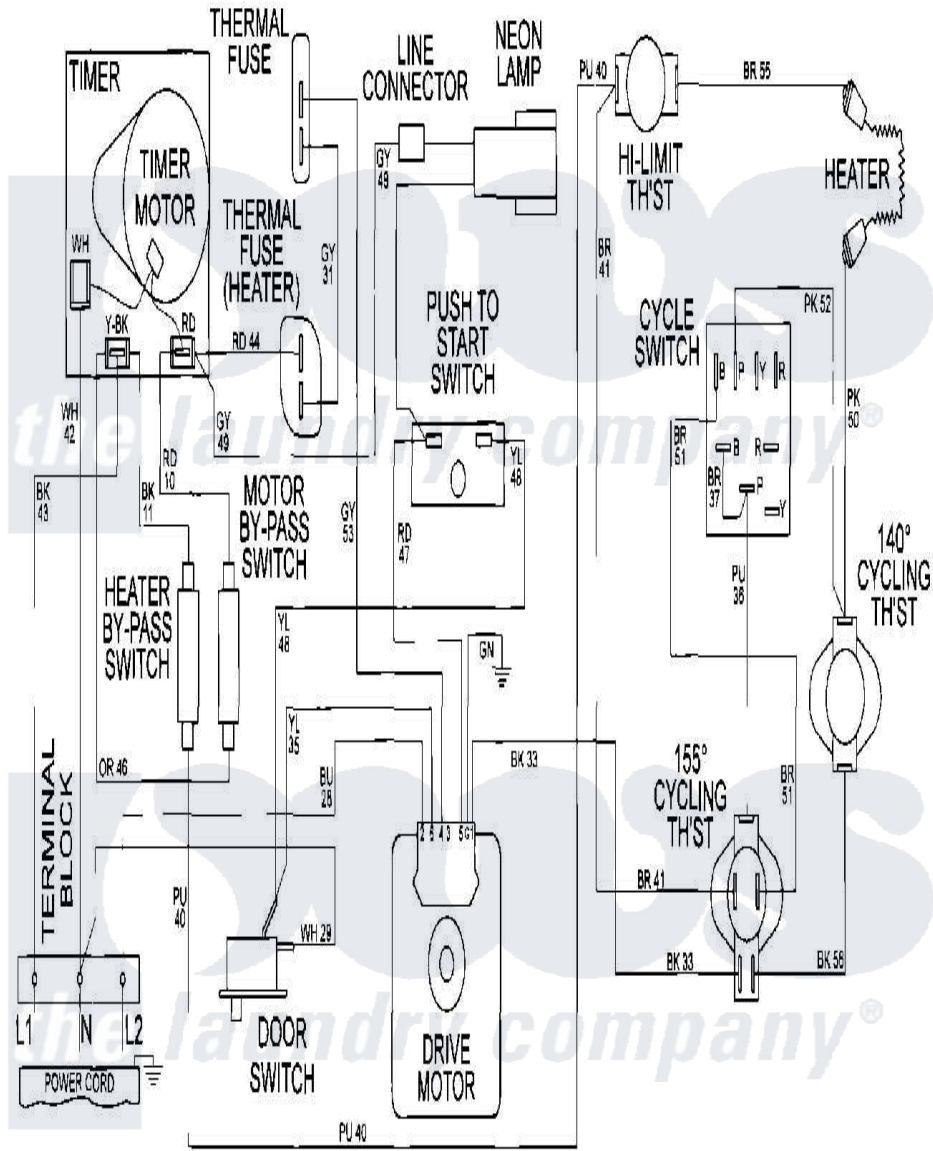 THERMAL
FUSE
LINE
CONNECTOR
NEON
LAMP
TIMER
TIMER
MOTOR
PU 40
BR 55
HI-LIMIT
TH'ST
HEATER
GY
49
THERMAL
FUSE
(HEATER)
GY
31
BR
41
WH
Y-BK
RD
RD 44
PUSH TO
START
SWITCH
CYCLE
SWITCH
PK 52
B
P
Y
R
B
R
P
Y
WH
42
GY
49
BR
51
BR
37
PK
50
BK
43
RD
10
BK
11
MOTOR
BY-PASS
SWITCH
GY
53
RD
47
YL
48
PU
36
140°
CYCLING
TH'ST
HEATER
BY-PASS
SWITCH
YL
48
GN
YL
35
BK 33
155°
CYCLING
TH'ST
BR
51
OR 46
BU
28
TERMINAL
BLOCK
2 6 4 3 5 G1
PU
40
WH 29
BR 41
BK 33
BK 56
L1
N
L2
POWER CORD
DOOR
SWITCH
DRIVE
MOTOR
PU 40
the laundry company®
the laundry company®